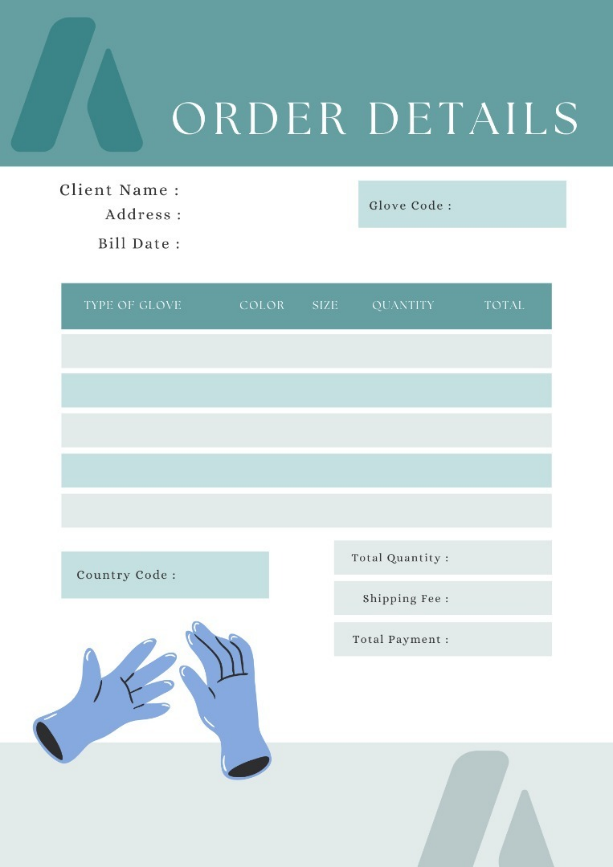 ORDER DETAILS
Client Name :
Address :
Bill Date :
Glove Code :
TYPE OF GLOVE COLOR SIZE QUANTITY TOTAL
Country Code :
Total Quantity :
Shipping Fee :
Total Payment :